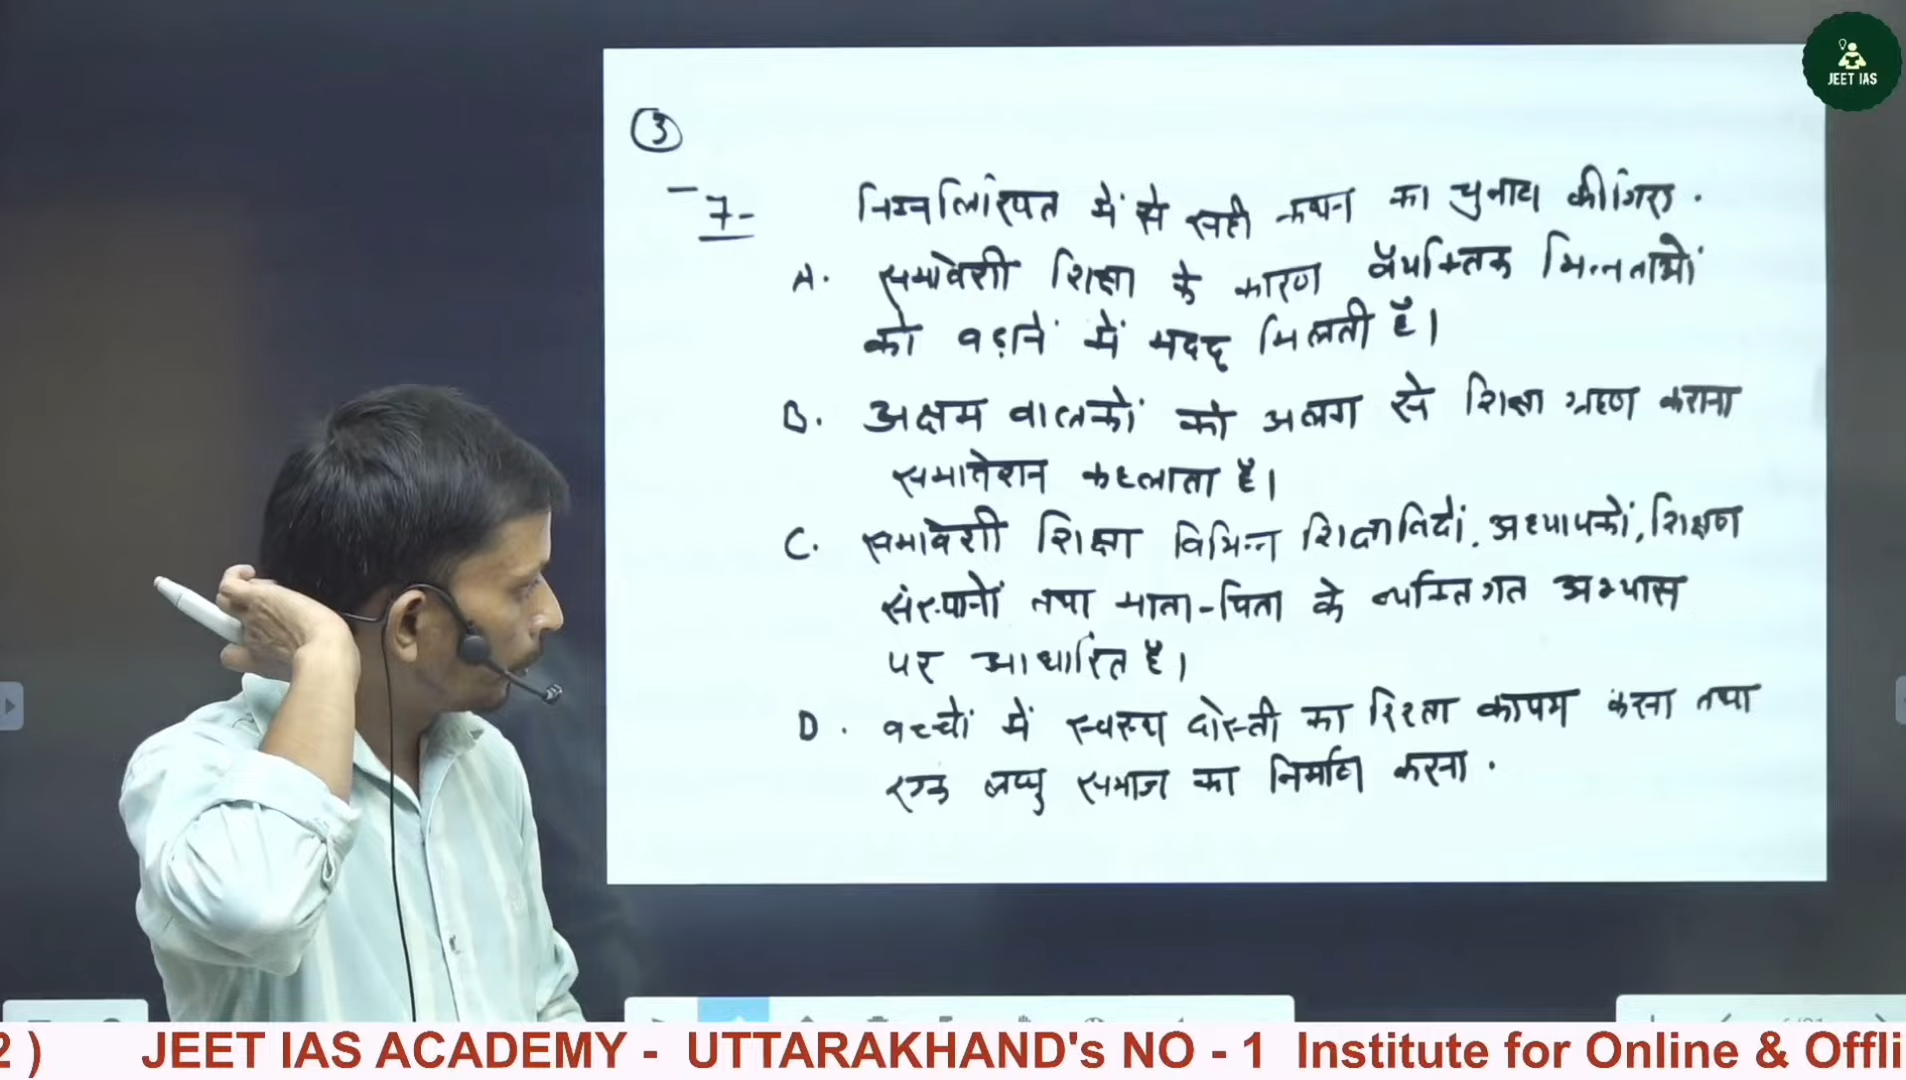 JEET IAS
3
7- निम्नलिखित में से सही कथन का चुनाव कीजिए.
A. समावेशी शिक्षा के कारण वैयक्तिक भिन्नताओं
को बढ़ाने में मदद मिलती है।
B. अक्षम बालकों को अलग से शिक्षा ग्रहण कराना
समावेशन कहलाता है।
C. समावेशी शिक्षा विभिन्न शिक्षाविदों, अध्यापकों, शिक्षण
संस्थानों तथा माता-पिता के व्यक्तिगत अभ्यास
पर आधारित है।
D. बच्चों में स्वस्थ दोस्ती का रिश्ता कायम करना तथा
एक लघु समाज का निर्माण करना.
2 ) JEET IAS ACADEMY - UTTARAKHAND's NO - 1 Institute for Online & Offli